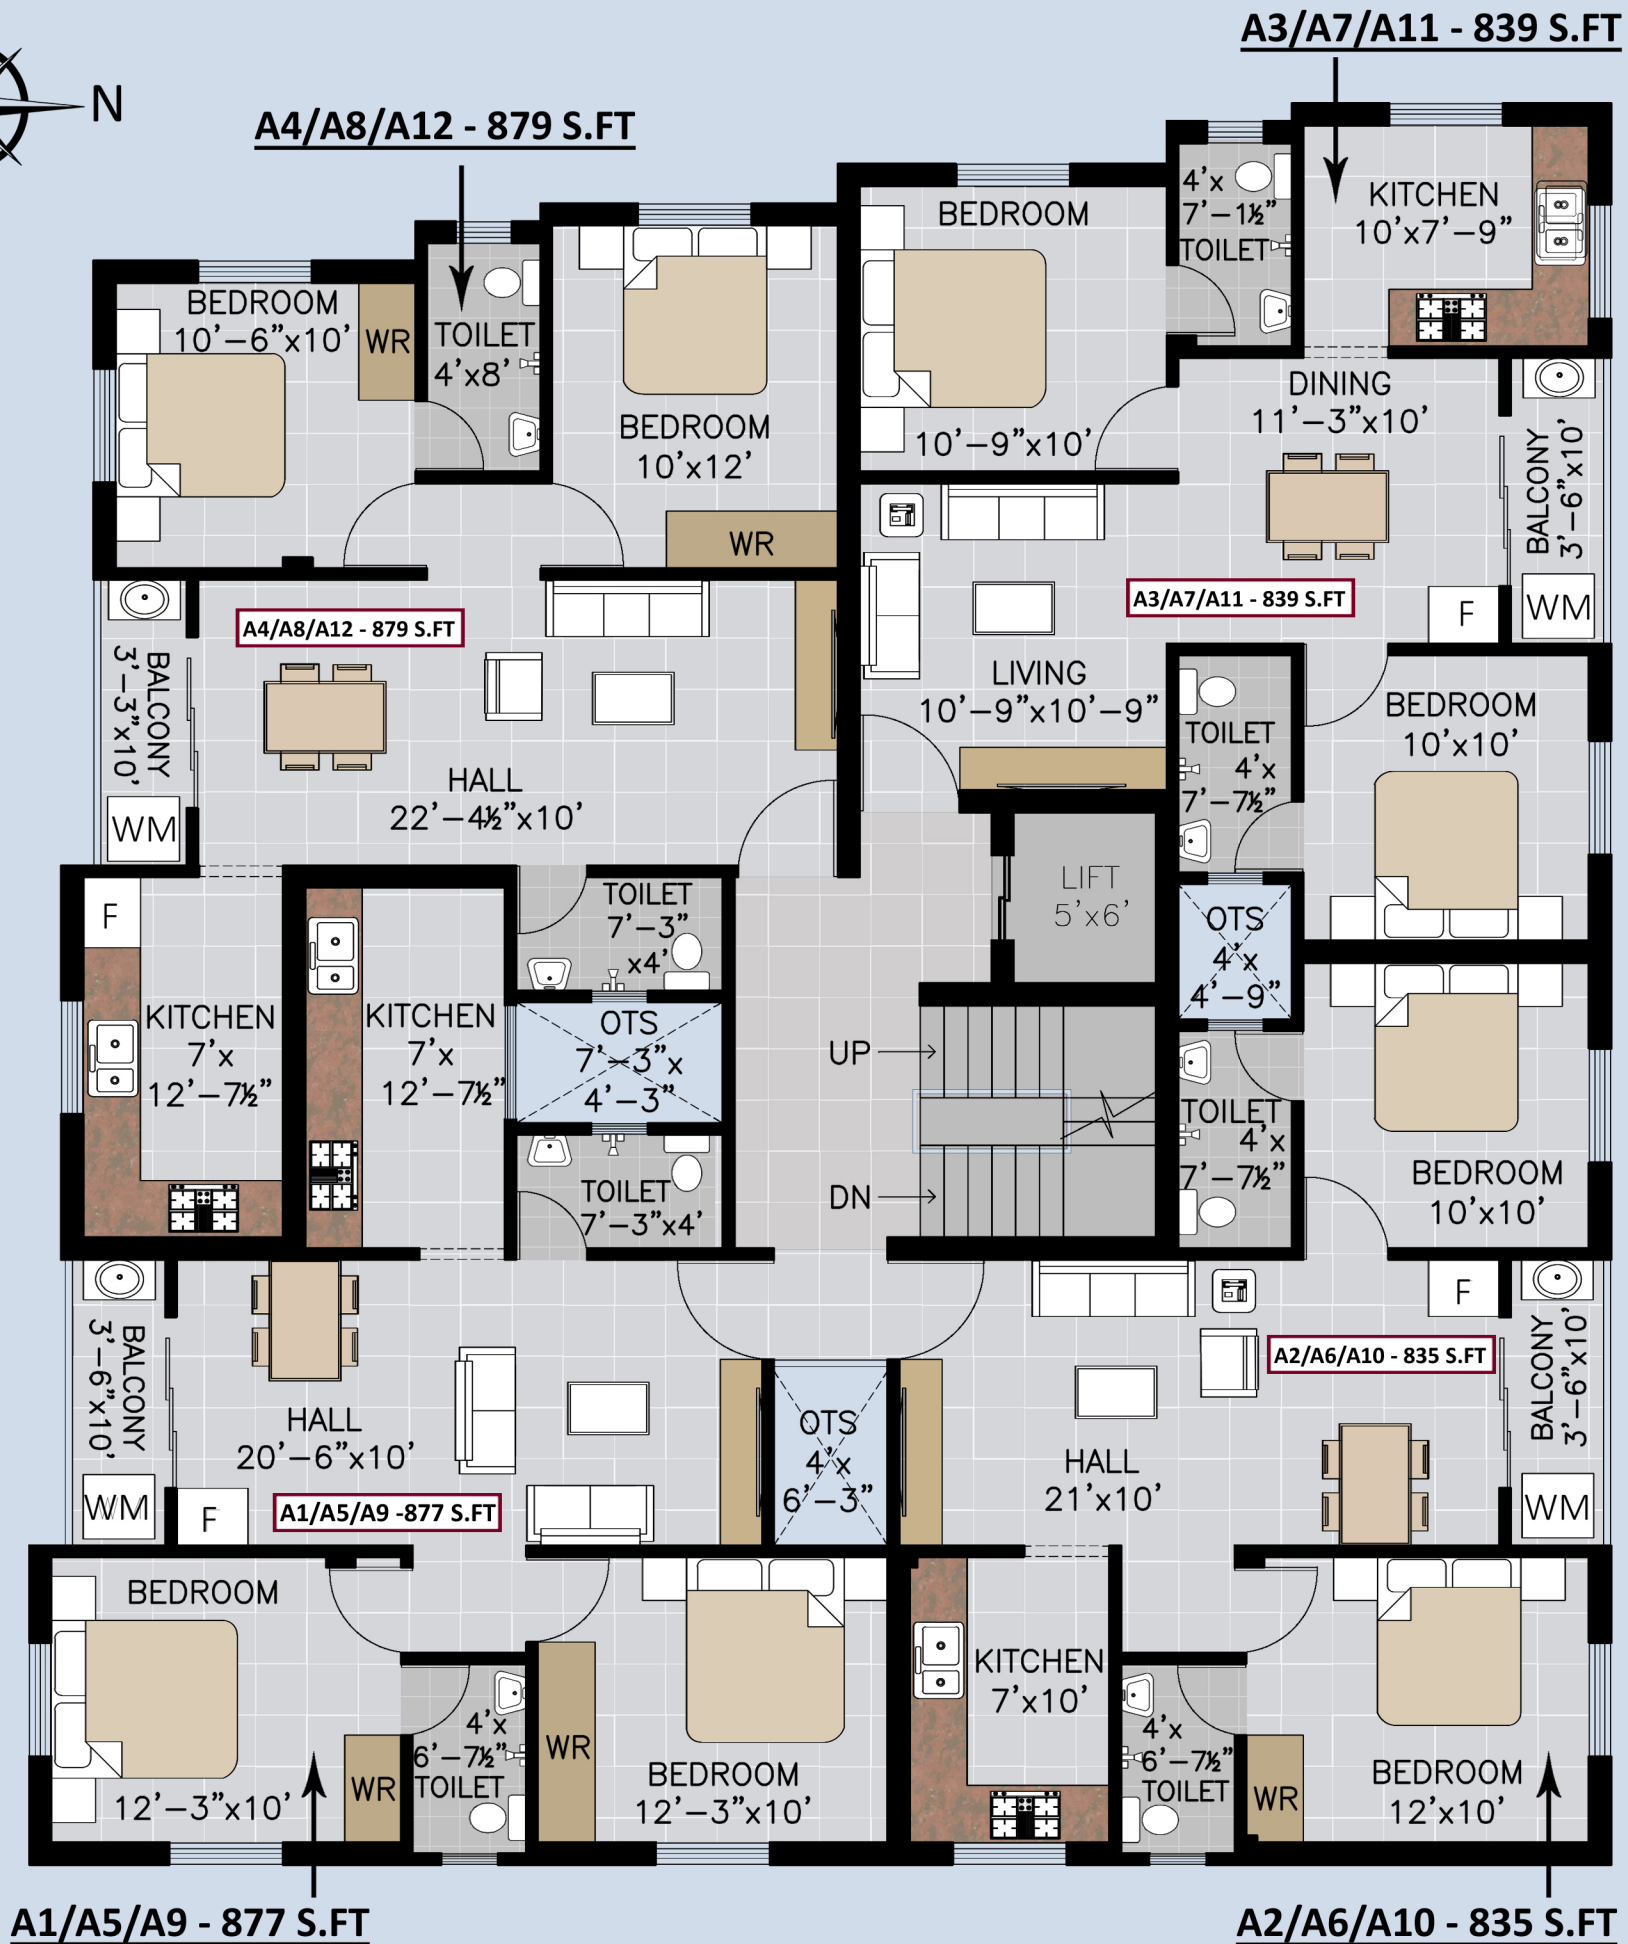 A3/A7/A11 - 839 S.FT
N
A4/A8/A12 - 879 S.FT
4'x
7'-1½"
TOILET
KITCHEN
10'x7'-9"
BEDROOM
10'-9"x10'
BEDROOM
10'-6"x10'
WR
TOILET
4'x8'
BEDROOM
10'x12'
WR
DINING
11'-3"x10'
BALCONY
3'-6"x10'
A3/A7/A11 - 839 S.FT
F
WM
A4/A8/A12 - 879 S.FT
BALCONY
3'-3"x10'
WM
HALL
22'-4½"x10'
LIVING
10'-9"x10'-9"
TOILET
4'x
7'-7½"
BEDROOM
10'x10'
LIFT
5'x6'
F
TOILET
7'-3"
x4'
OTS
4'x
4'-9"
KITCHEN
7'x
12'-7½"
KITCHEN
7'x
12'-7½"
OTS
7'-3"x
4'-3"
UP
DN
TOILET
7'-3"x4'
TOILET
4'x
7'-7½"
BEDROOM
10'x10'
BALCONY
3'-6"x10'
WM
F
HALL
20'-6"x10'
A1/A5/A9 -877 S.FT
OTS
4'x
6'-3"
F
A2/A6/A10 - 835 S.FT
BALCONY
3'-6"x10'
WM
HALL
21'x10'
BEDROOM
12'-3"x10'
WR
4'x
6'-7½"
TOILET
WR
BEDROOM
12'-3"x10'
KITCHEN
7'x10'
4'x
6'-7½"
TOILET
WR
BEDROOM
12'x10'
A1/A5/A9 - 877 S.FT
A2/A6/A10 - 835 S.FT